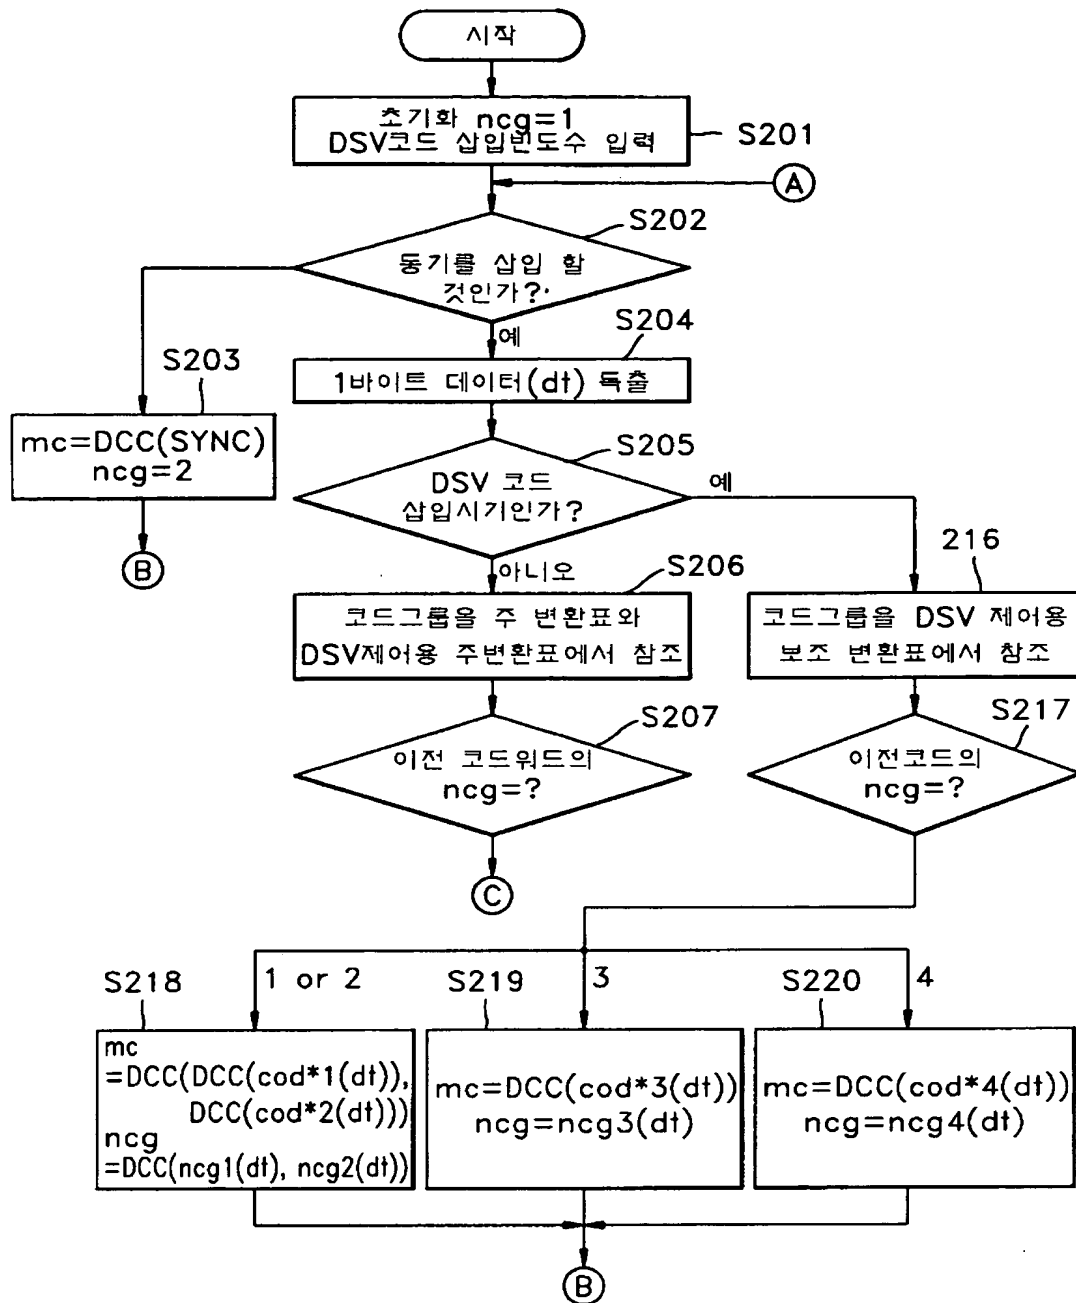 시작
초기화 ncg=1
DSV코드 삽입빈도수 입력
S201
A
S202
동기를 삽입 할
것인가?
예
S204
1바이트 데이터(dt) 독출
S203
mc=DCC(SYNC)
ncg=2
B
S205
DSV 코드
삽입시기인가?
예
아니오
S206
코드그룹을 주 변환표와
DSV제어용 주변환표에서 참조
216
코드그룹을 DSV 제어용
보조 변환표에서 참조
S207
이전 코드워드의
ncg=?
C
S217
이전코드의
ncg=?
S218
1 or 2
mc
=DCC(DCC(cod*1(dt)),
DCC(cod*2(dt)))
ncg
=DCC(ncg1(dt), ncg2(dt))
S219
3
mc=DCC(cod*3(dt))
ncg=ncg3(dt)
S220
4
mc=DCC(cod*4(dt))
ncg=ncg4(dt)
B